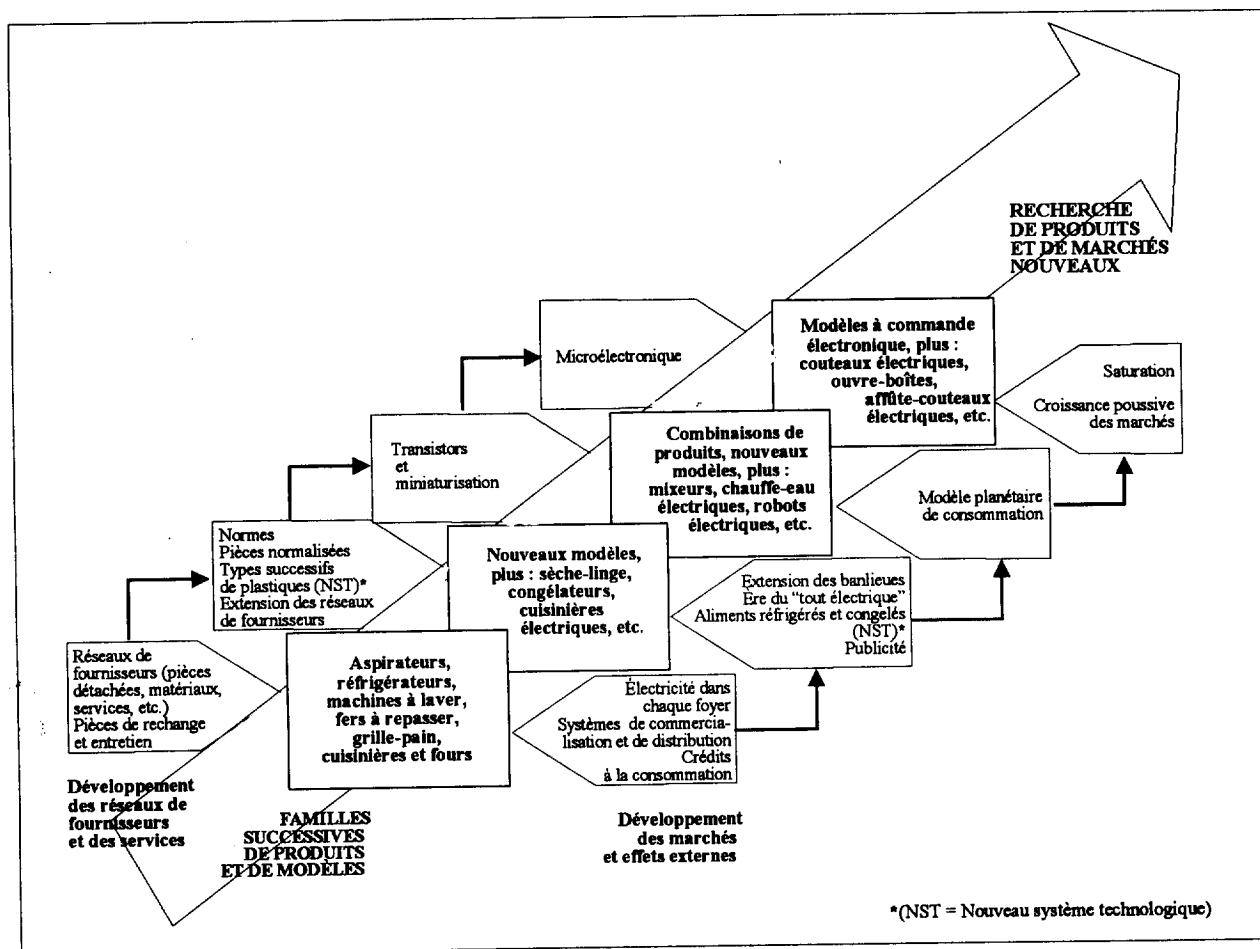 RECHERCHE
DE PRODUITS
ET DE MARCHÉS
NOUVEAUX
Microélectronique
Modèles à commande
électronique, plus :
couteaux électriques,
ouvre-boîtes,
affûte-couteaux
électriques, etc.
Saturation
Croissance poussive
des marchés
Transistors
et
miniaturisation
Combinaisons de
produits, nouveaux
modèles, plus :
mixeurs, chauffe-eau
électriques, robots
électriques, etc.
Modèle planétaire
de consommation
Normes
Pièces normalisées
Types successifs
de plastiques (NST)*
Extension des réseaux
de fournisseurs
Nouveaux modèles,
plus : sèche-linge,
congélateurs,
cuisinières
électriques, etc.
Extension des banlieues
Ère du "tout électrique"
Aliments réfrigérés et congelés
(NST)*
Publicité
Réseaux de
fournisseurs (pièces
détachées, matériaux,
services, etc.)
Pièces de rechange
et entretien
Aspirateurs,
réfrigérateurs,
machines à laver,
fers à repasser,
grille-pain,
cuisinières et fours
Électricité dans
chaque foyer
Systèmes de commercia-
lisation et de distribution
Crédits
à la consommation
Développement
des réseaux de
fournisseurs
et des services
FAMILLES
SUCCESSIVES
DE PRODUITS
ET DE MODÈLES
Développement
des marchés
et effets externes
*(NST = Nouveau système technologique)